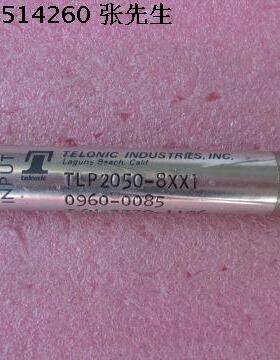 514260 张先生
INPUT
telonic
TELONIC INDUSTRIES, INC.
Laguna Beach, Calif
TLP2050-8XX1
0960-0085